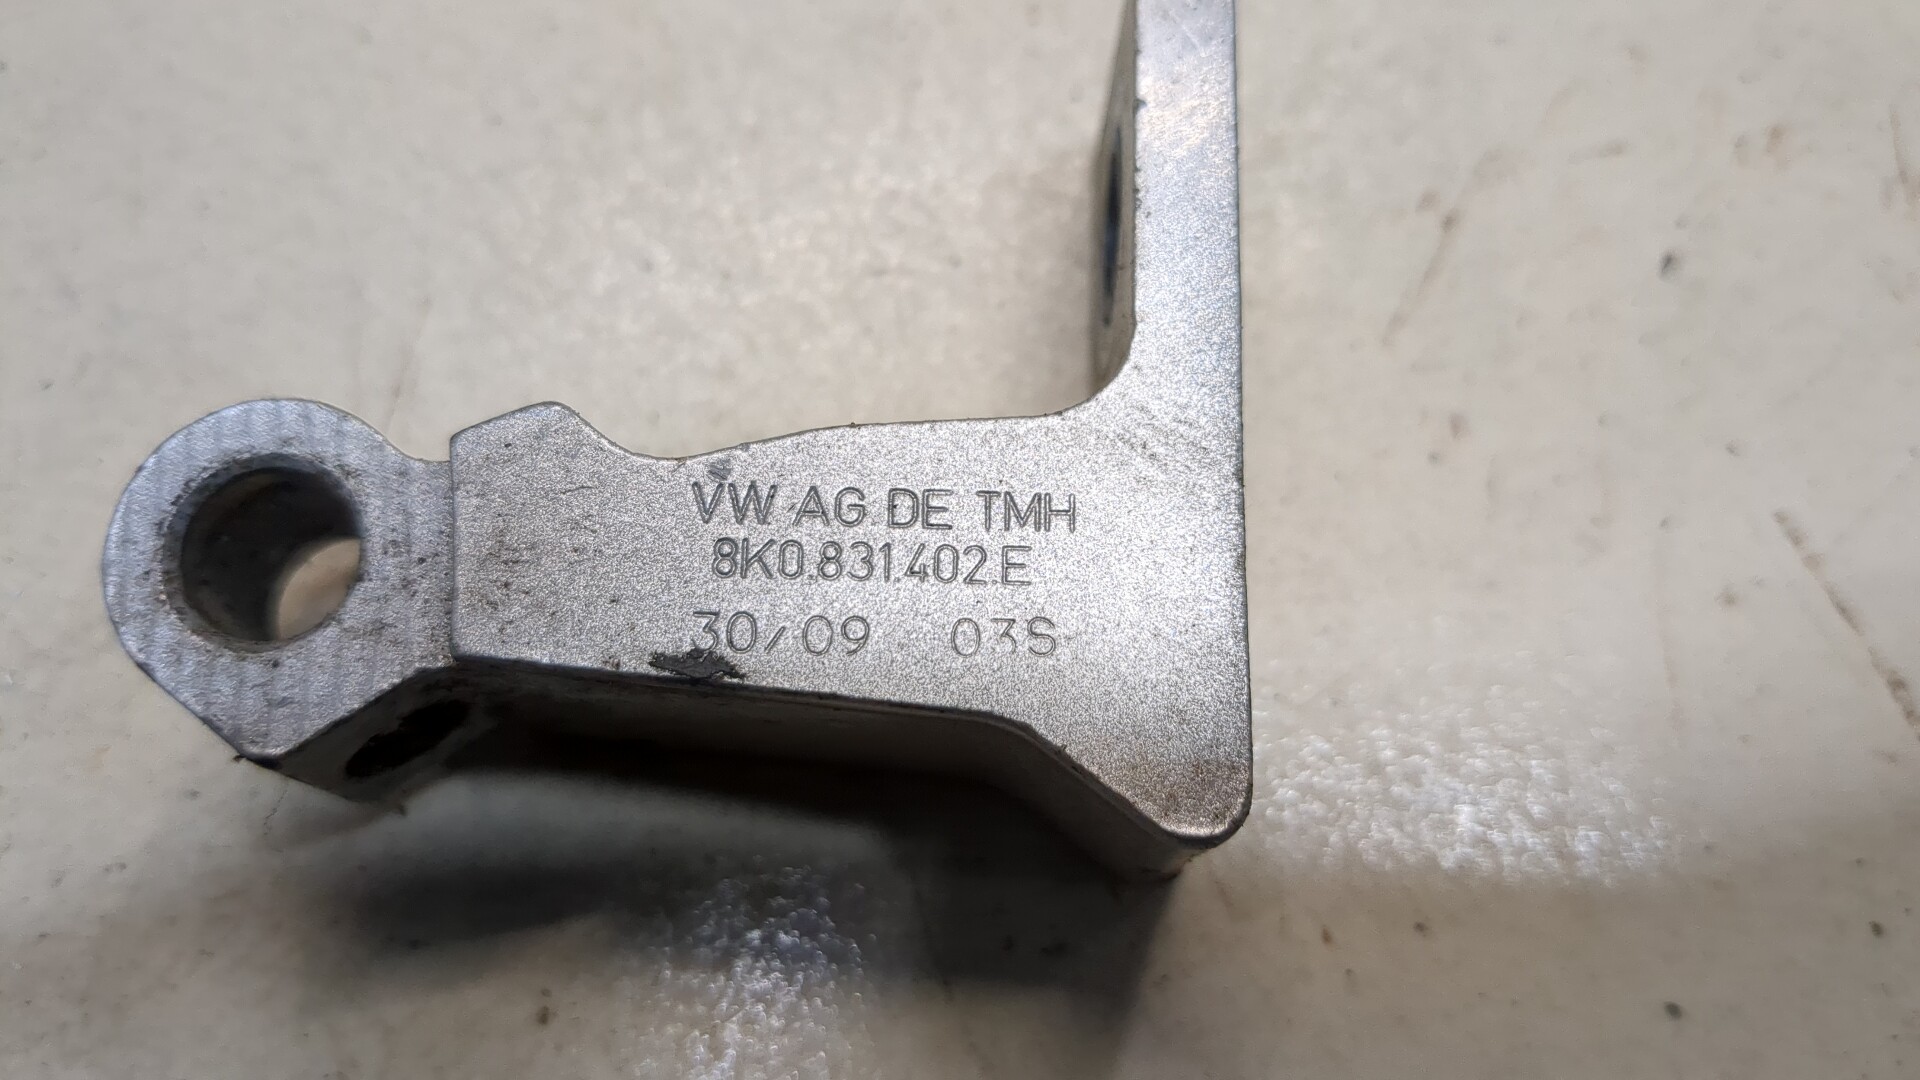 VW AG DE TMH
8K0.831.402.E
30/09 03S